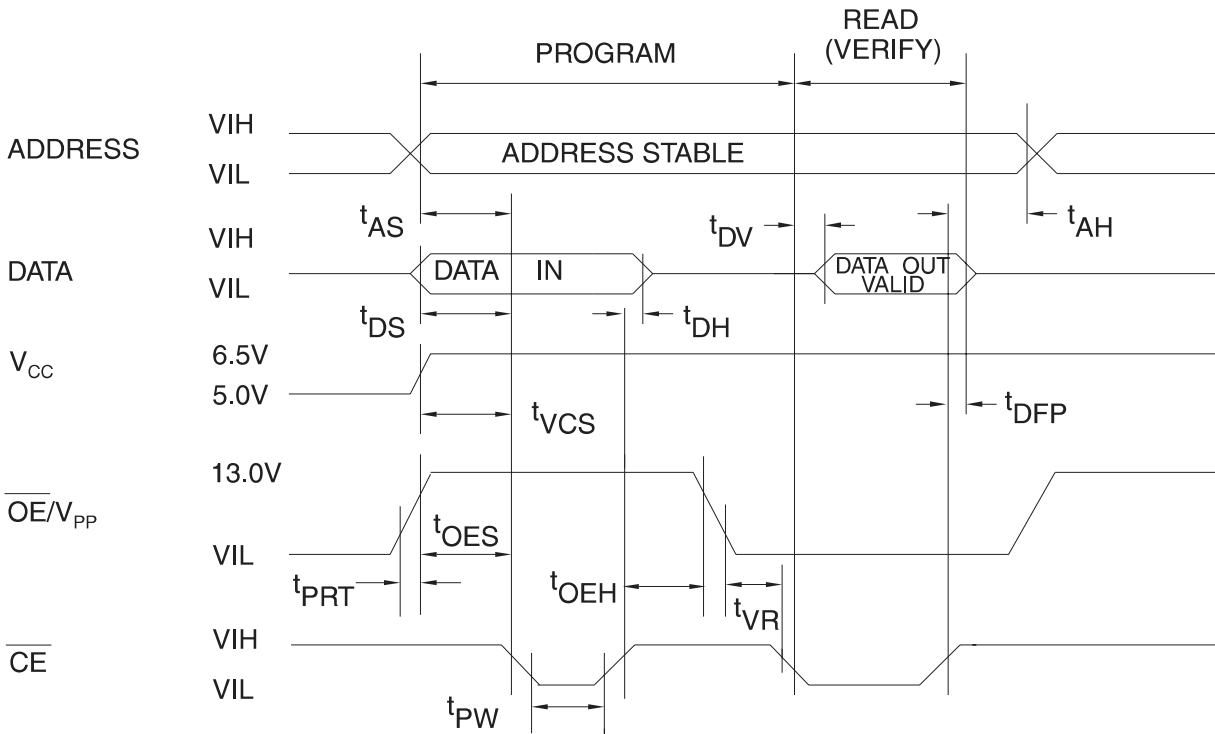 READ
(VERIFY)
PROGRAM
ADDRESS
VIH
VIL
ADDRESS STABLE
tAS
tDV
tAH
DATA
VIH
VIL
DATA IN
DATA OUT
VALID
tDS
tDH
VCC
6.5V
5.0V
tVCS
tDFP
OE/VPP
13.0V
VIL
tOES
tPRT
tOEH
tVR
CE
VIH
VIL
tPW